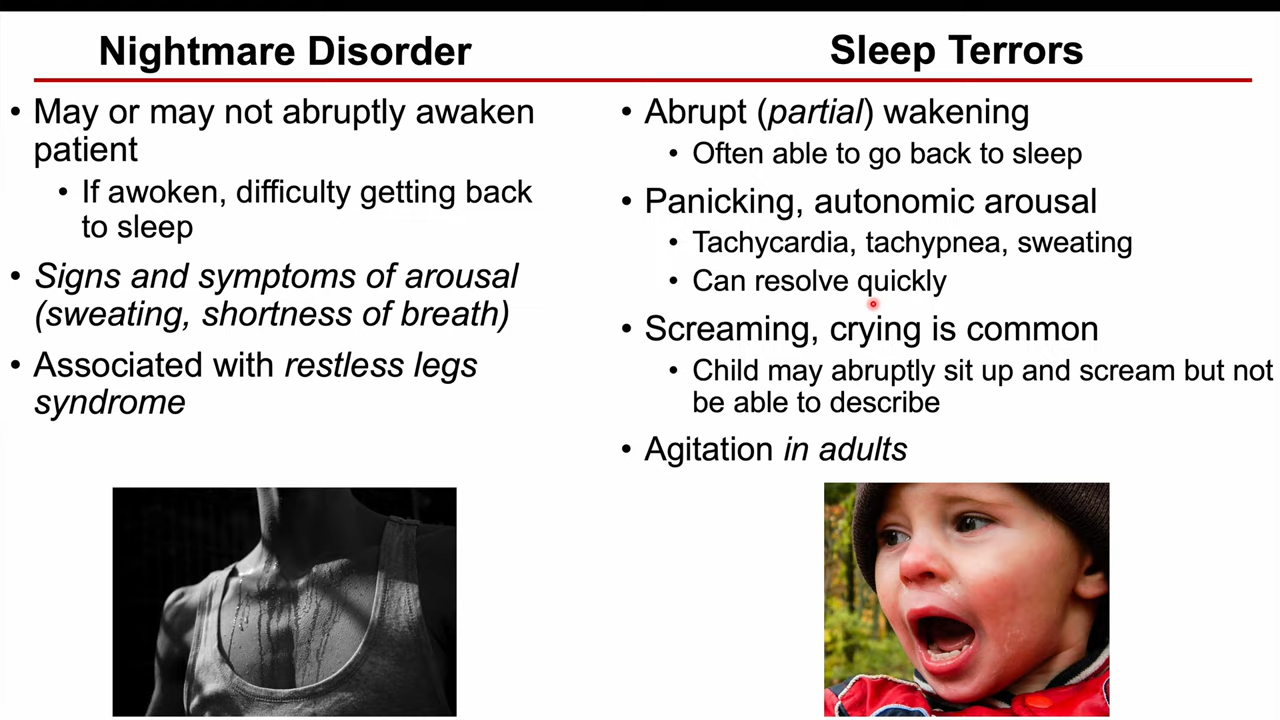 Nightmare Disorder
• May or may not abruptly awaken
patient
• If awoken, difficulty getting back
to sleep
• Signs and symptoms of arousal
(sweating, shortness of breath)
• Associated with restless legs
syndrome
Sleep Terrors
• Abrupt (partial) wakening
• Often able to go back to sleep
• Panicking, autonomic arousal
• Tachycardia, tachypnea, sweating
• Can resolve quickly
• Screaming, crying is common
• Child may abruptly sit up and scream but not
be able to describe
• Agitation in adults